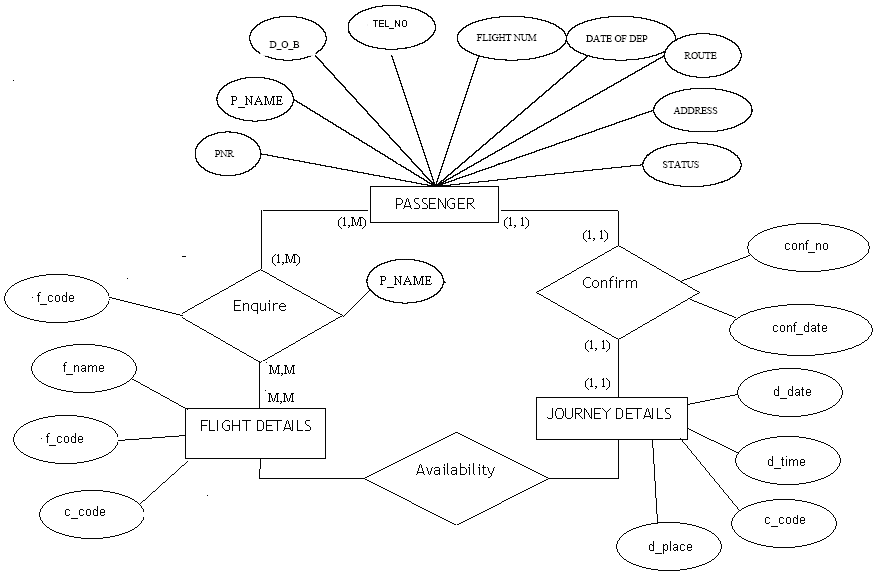 TEL_NO
D_O_B
FLIGHT NUM
DATE OF DEP
ROUTE
P_NAME
ADDRESS
PNR
STATUS
PASSENGER
(1,M)
(1, 1)
(1, 1)
(1,M)
conf_no
P_NAME
Enquire
Confirm
f_code
conf_date
(1, 1)
f_name
M,M
(1, 1)
d_date
M,M
FLIGHT DETAILS
JOURNEY DETAILS
f_code
d_time
Availability
c_code
c_code
d_place